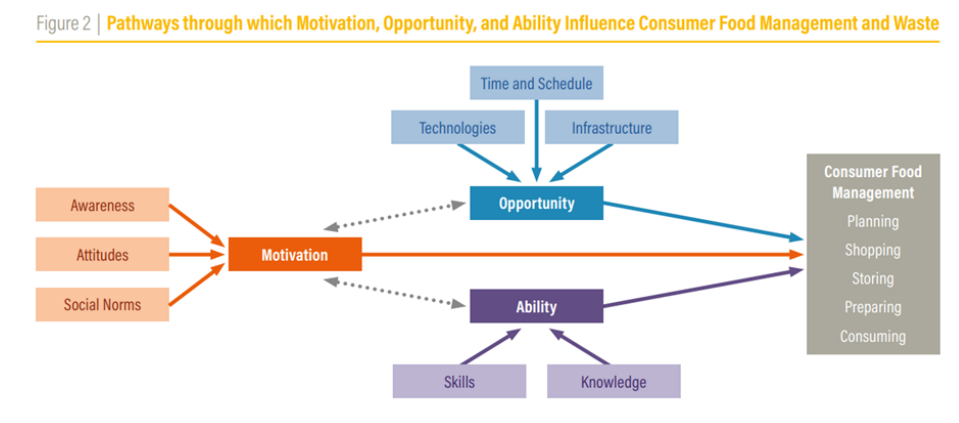 Figure 2 | Pathways through which Motivation, Opportunity, and Ability Influence Consumer Food Management and Waste
Time and Schedule
Technologies
Infrastructure
Consumer Food
Management
Planning
Shopping
Storing
Preparing
Consuming
Opportunity
Awareness
Attitudes
Social Norms
Motivation
Ability
Skills
Knowledge